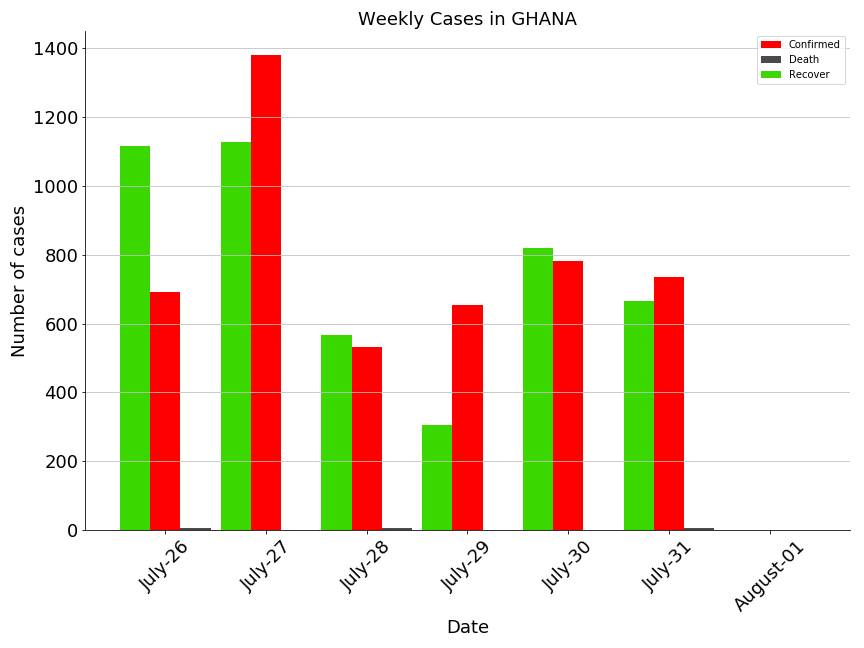 Weekly Cases in GHANA
Confirmed
Death
Recover
Number of cases
1400
1200
1000
800
600
400
200
0
July-26
July-27
July-28
July-29
July-30
July-31
August-01
Date